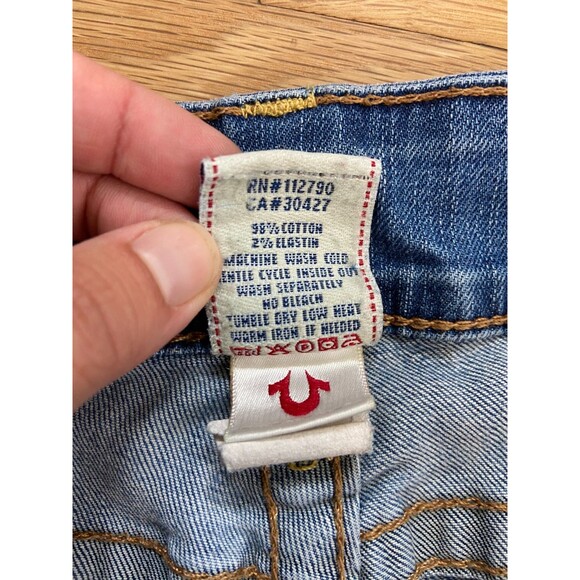 RN#112790
CA#30427
98% COTTON
2% ELASTIN
MACHINE WASH COLD
GENTLE CYCLE INSIDE OUT
WASH SEPARATELY
NO BLEACH
TUMBLE DRY LOW HEAT
WARM IRON IF NEEDED